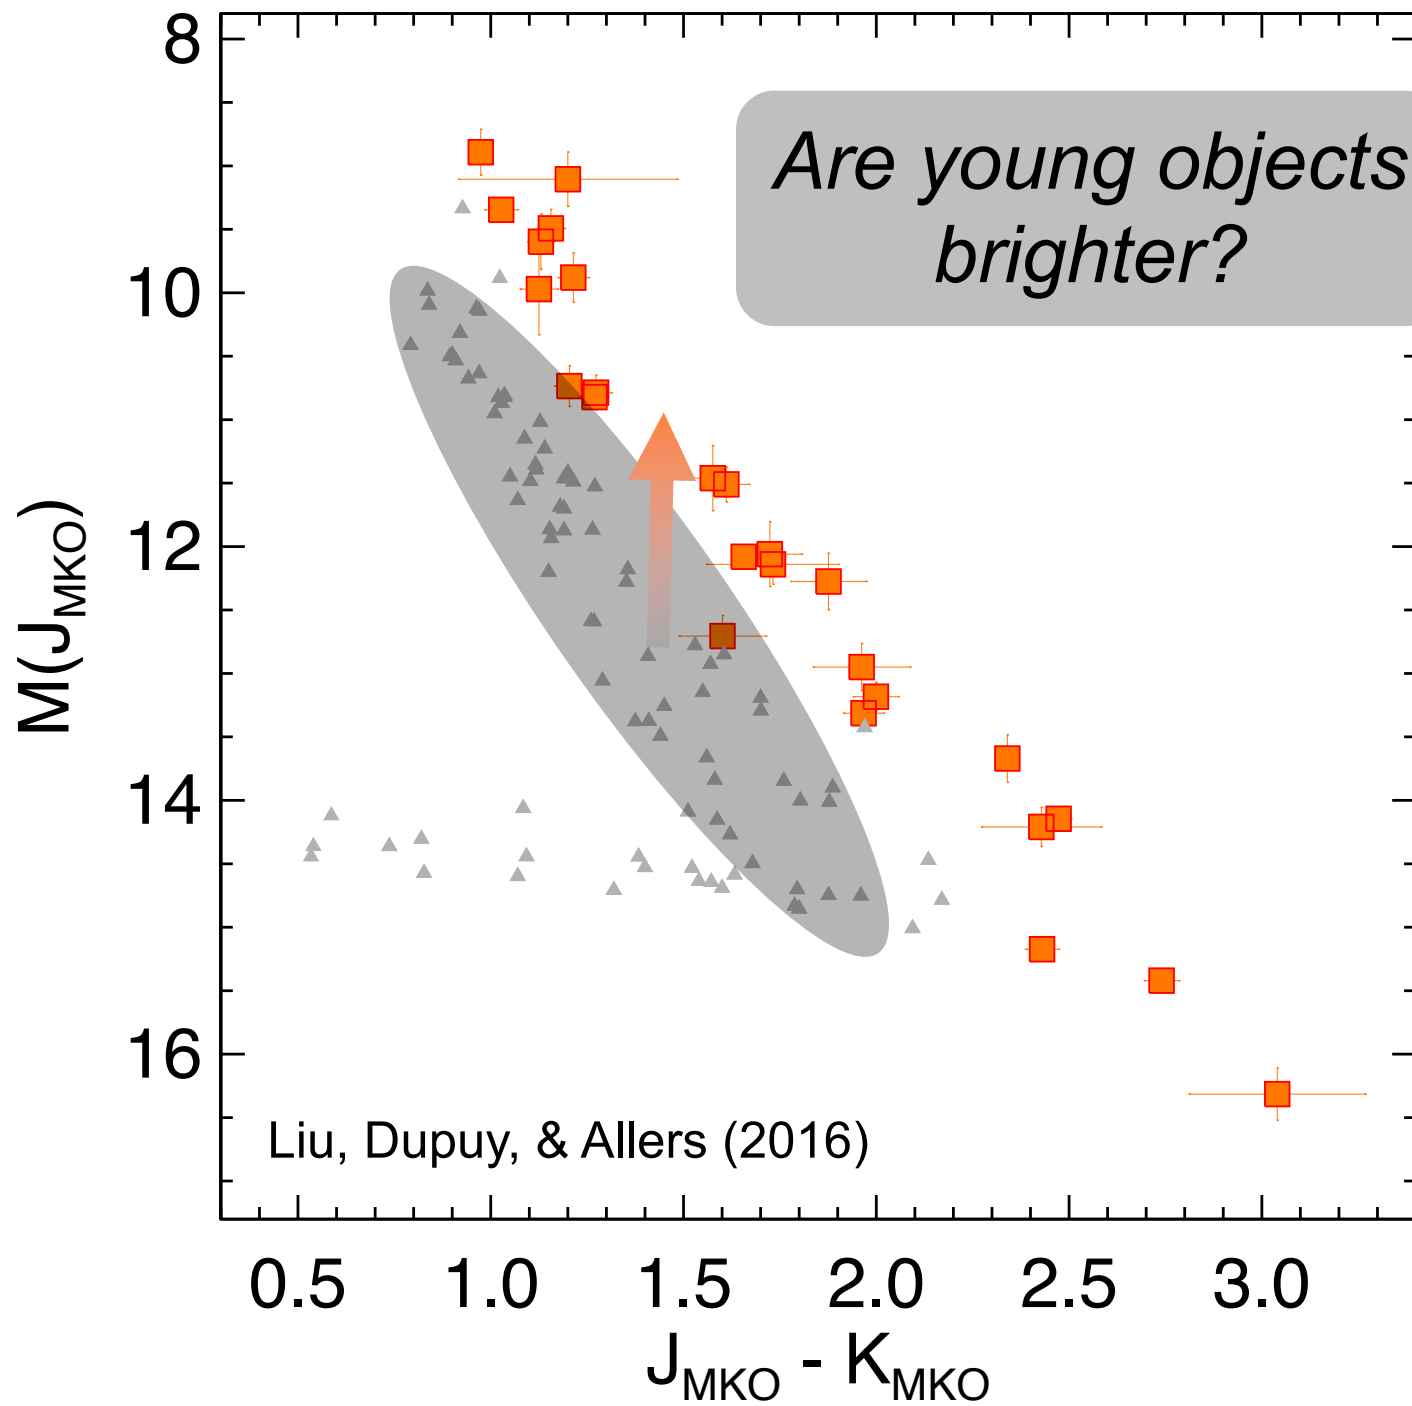 8
Are young objects
brighter?
10
12
M(J_MKO)
14
16
Liu, Dupuy, & Allers (2016)
0.5 1.0 1.5 2.0 2.5 3.0
J_MKO - K_MKO